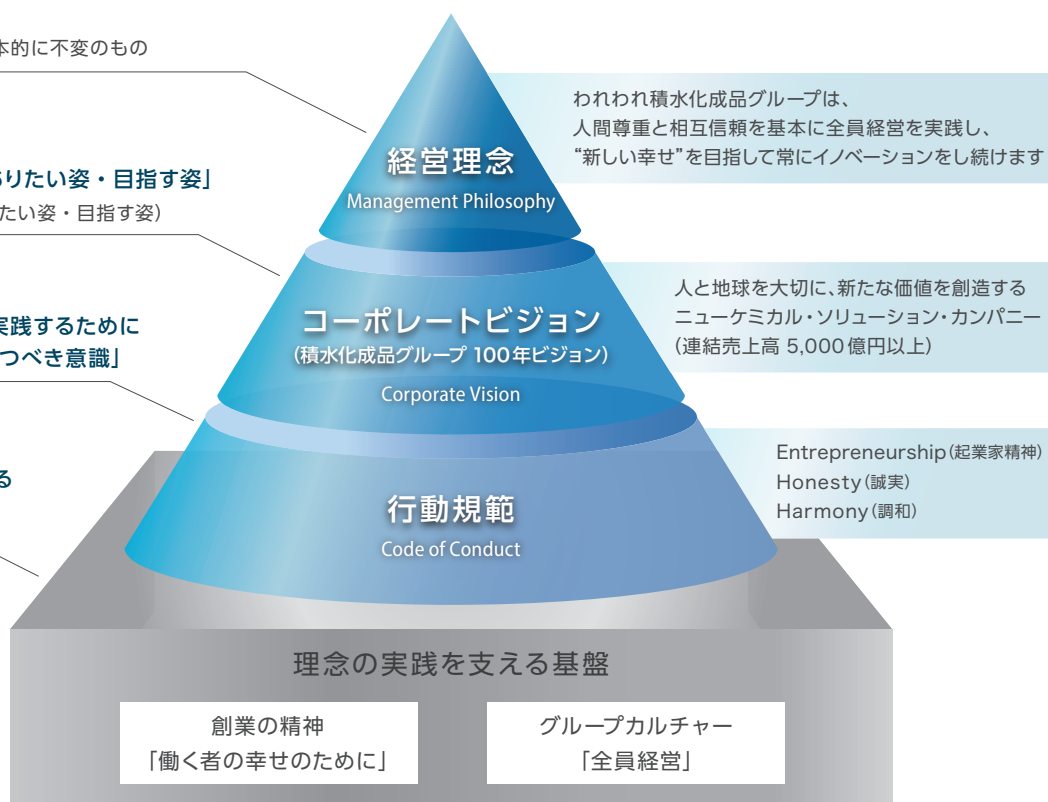 本的に不変のもの
りたい姿・目指す姿」
たい姿・目指す姿）
実践するために
つべき意識」
る
経営理念
Management Philosophy
コーポレートビジョン
（積水化成品グループ 100年ビジョン）
Corporate Vision
行動規範
Code of Conduct
われわれ積水化成品グループは、
人間尊重と相互信頼を基本に全員経営を実践し、
“新しい幸せ”を目指して常にイノベーションをし続けます
人と地球を大切に、新たな価値を創造する
ニューケミカル・ソリューション・カンパニー
（連結売上高 5,000億円以上）
Entrepreneurship（起業家精神）
Honesty（誠実）
Harmony（調和）
理念の実践を支える基盤
創業の精神
「働く者の幸せのために」
グループカルチャー
「全員経営」